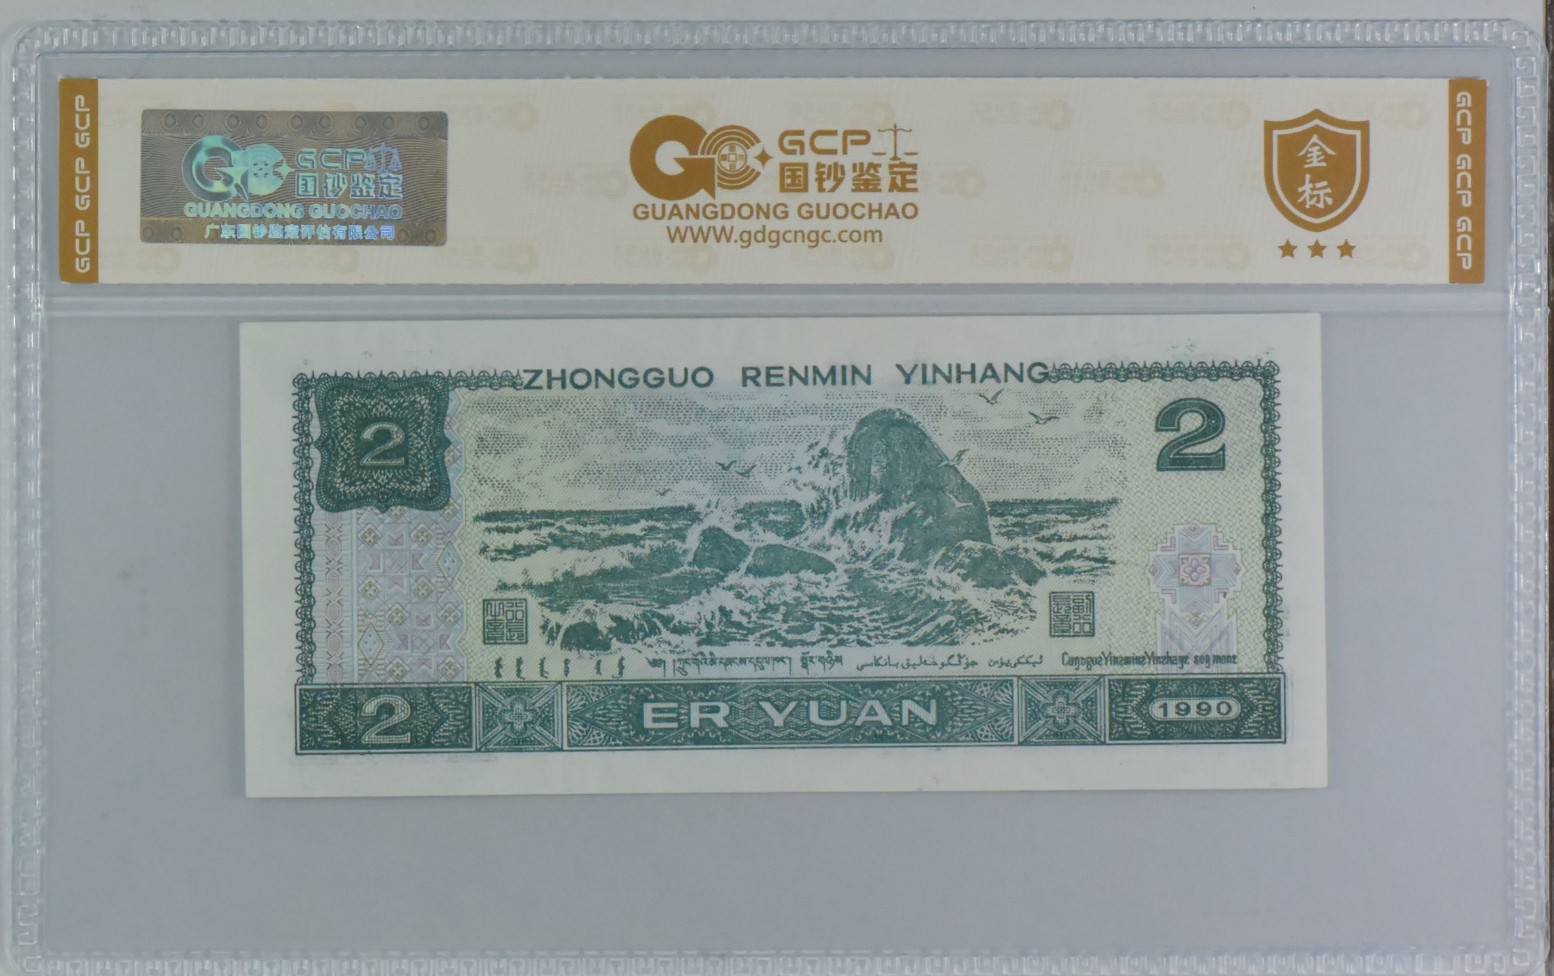 GCP GCP GCP
GCP
国钞鉴定
GUANGDONG GUOCHAO
广东国钞鉴定评估有限公司
GCP
国钞鉴定
GUANGDONG GUOCHAO
www.gdgcngc.com
金
标
GCP GCP GCP
ZHONGGUO RENMIN YINHANG
2
2
2
ER YUAN
1990